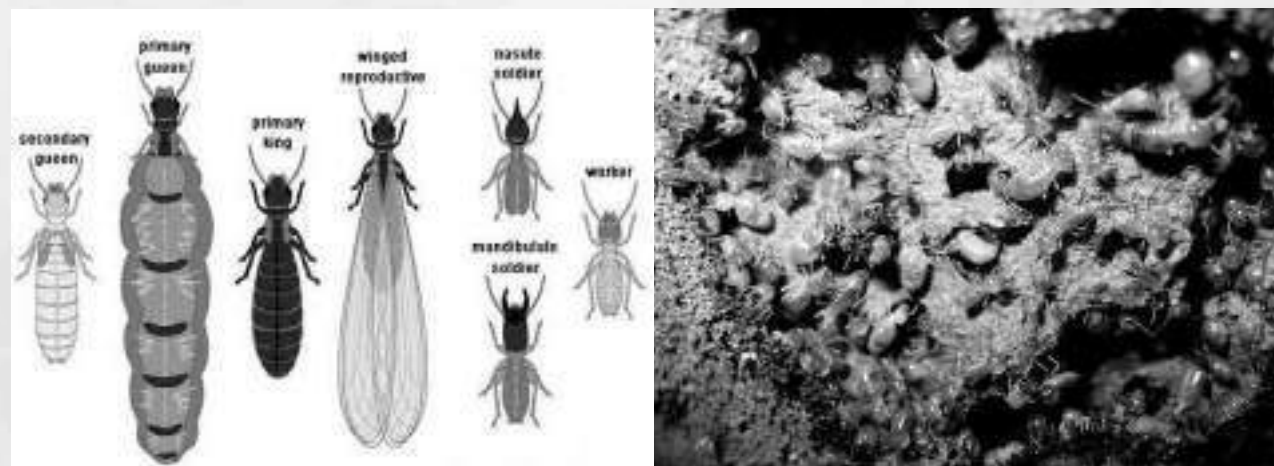 secondary
queen
primary
queen
primary
king
winged
reproductive
nasute
soldier
mandibulate
soldier
worker